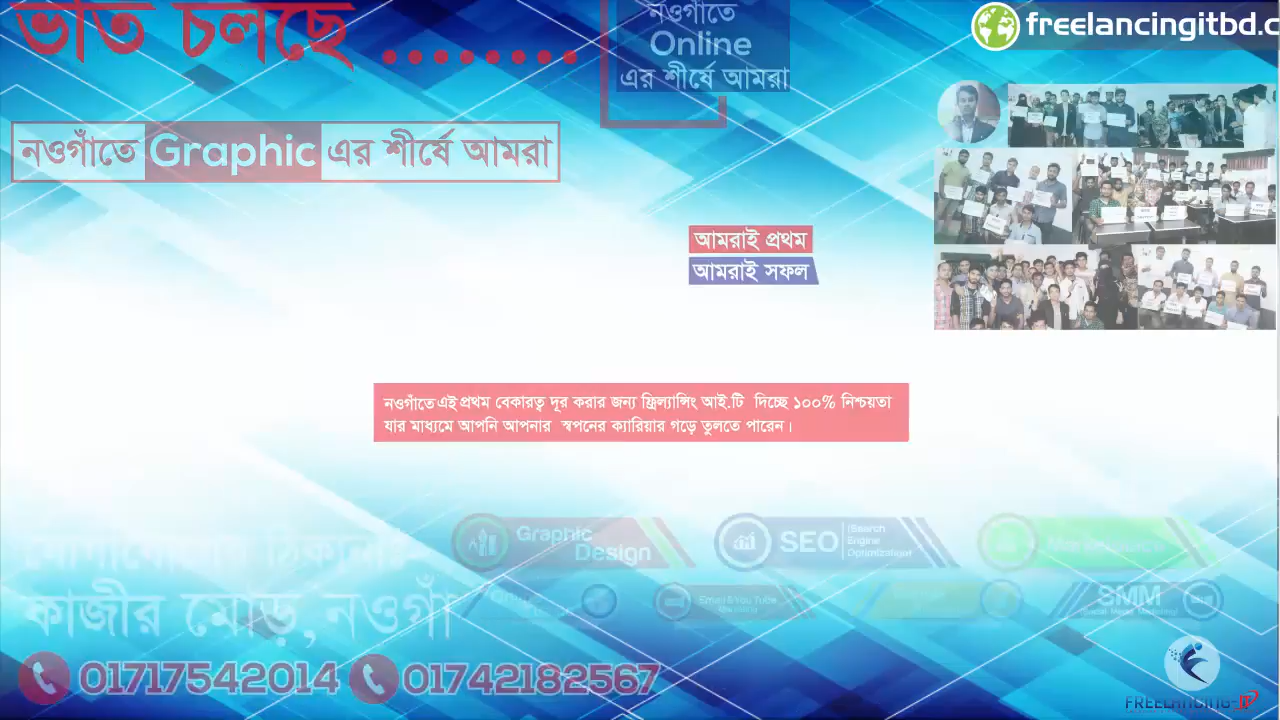 ভাত চলছে ........
নওগাঁতে
Online
এর শীর্ষে আমরা
freelancingitbd.c
নওগাঁতে Graphic এর শীর্ষে আমরা
আমরাই প্রথম
আমরাই সফল
নওগাঁতে এই প্রথম বেকারত্ব দূর করার জন্য ফ্রিল্যান্সিং আই.টি দিচ্ছে ১০০% নিশ্চয়তা
যার মাধ্যমে আপনি আপনার স্বপনের ক্যারিয়ার গড়ে তুলতে পারেন।
Graphic
Design
SEO
(Search
Engine
Optimization)
Email & You Tube
Marketing
SMM
Social Media Marketing
কাজীর মোড়, নওগাঁ
01717542014 01742182567
FREELANCING-IT